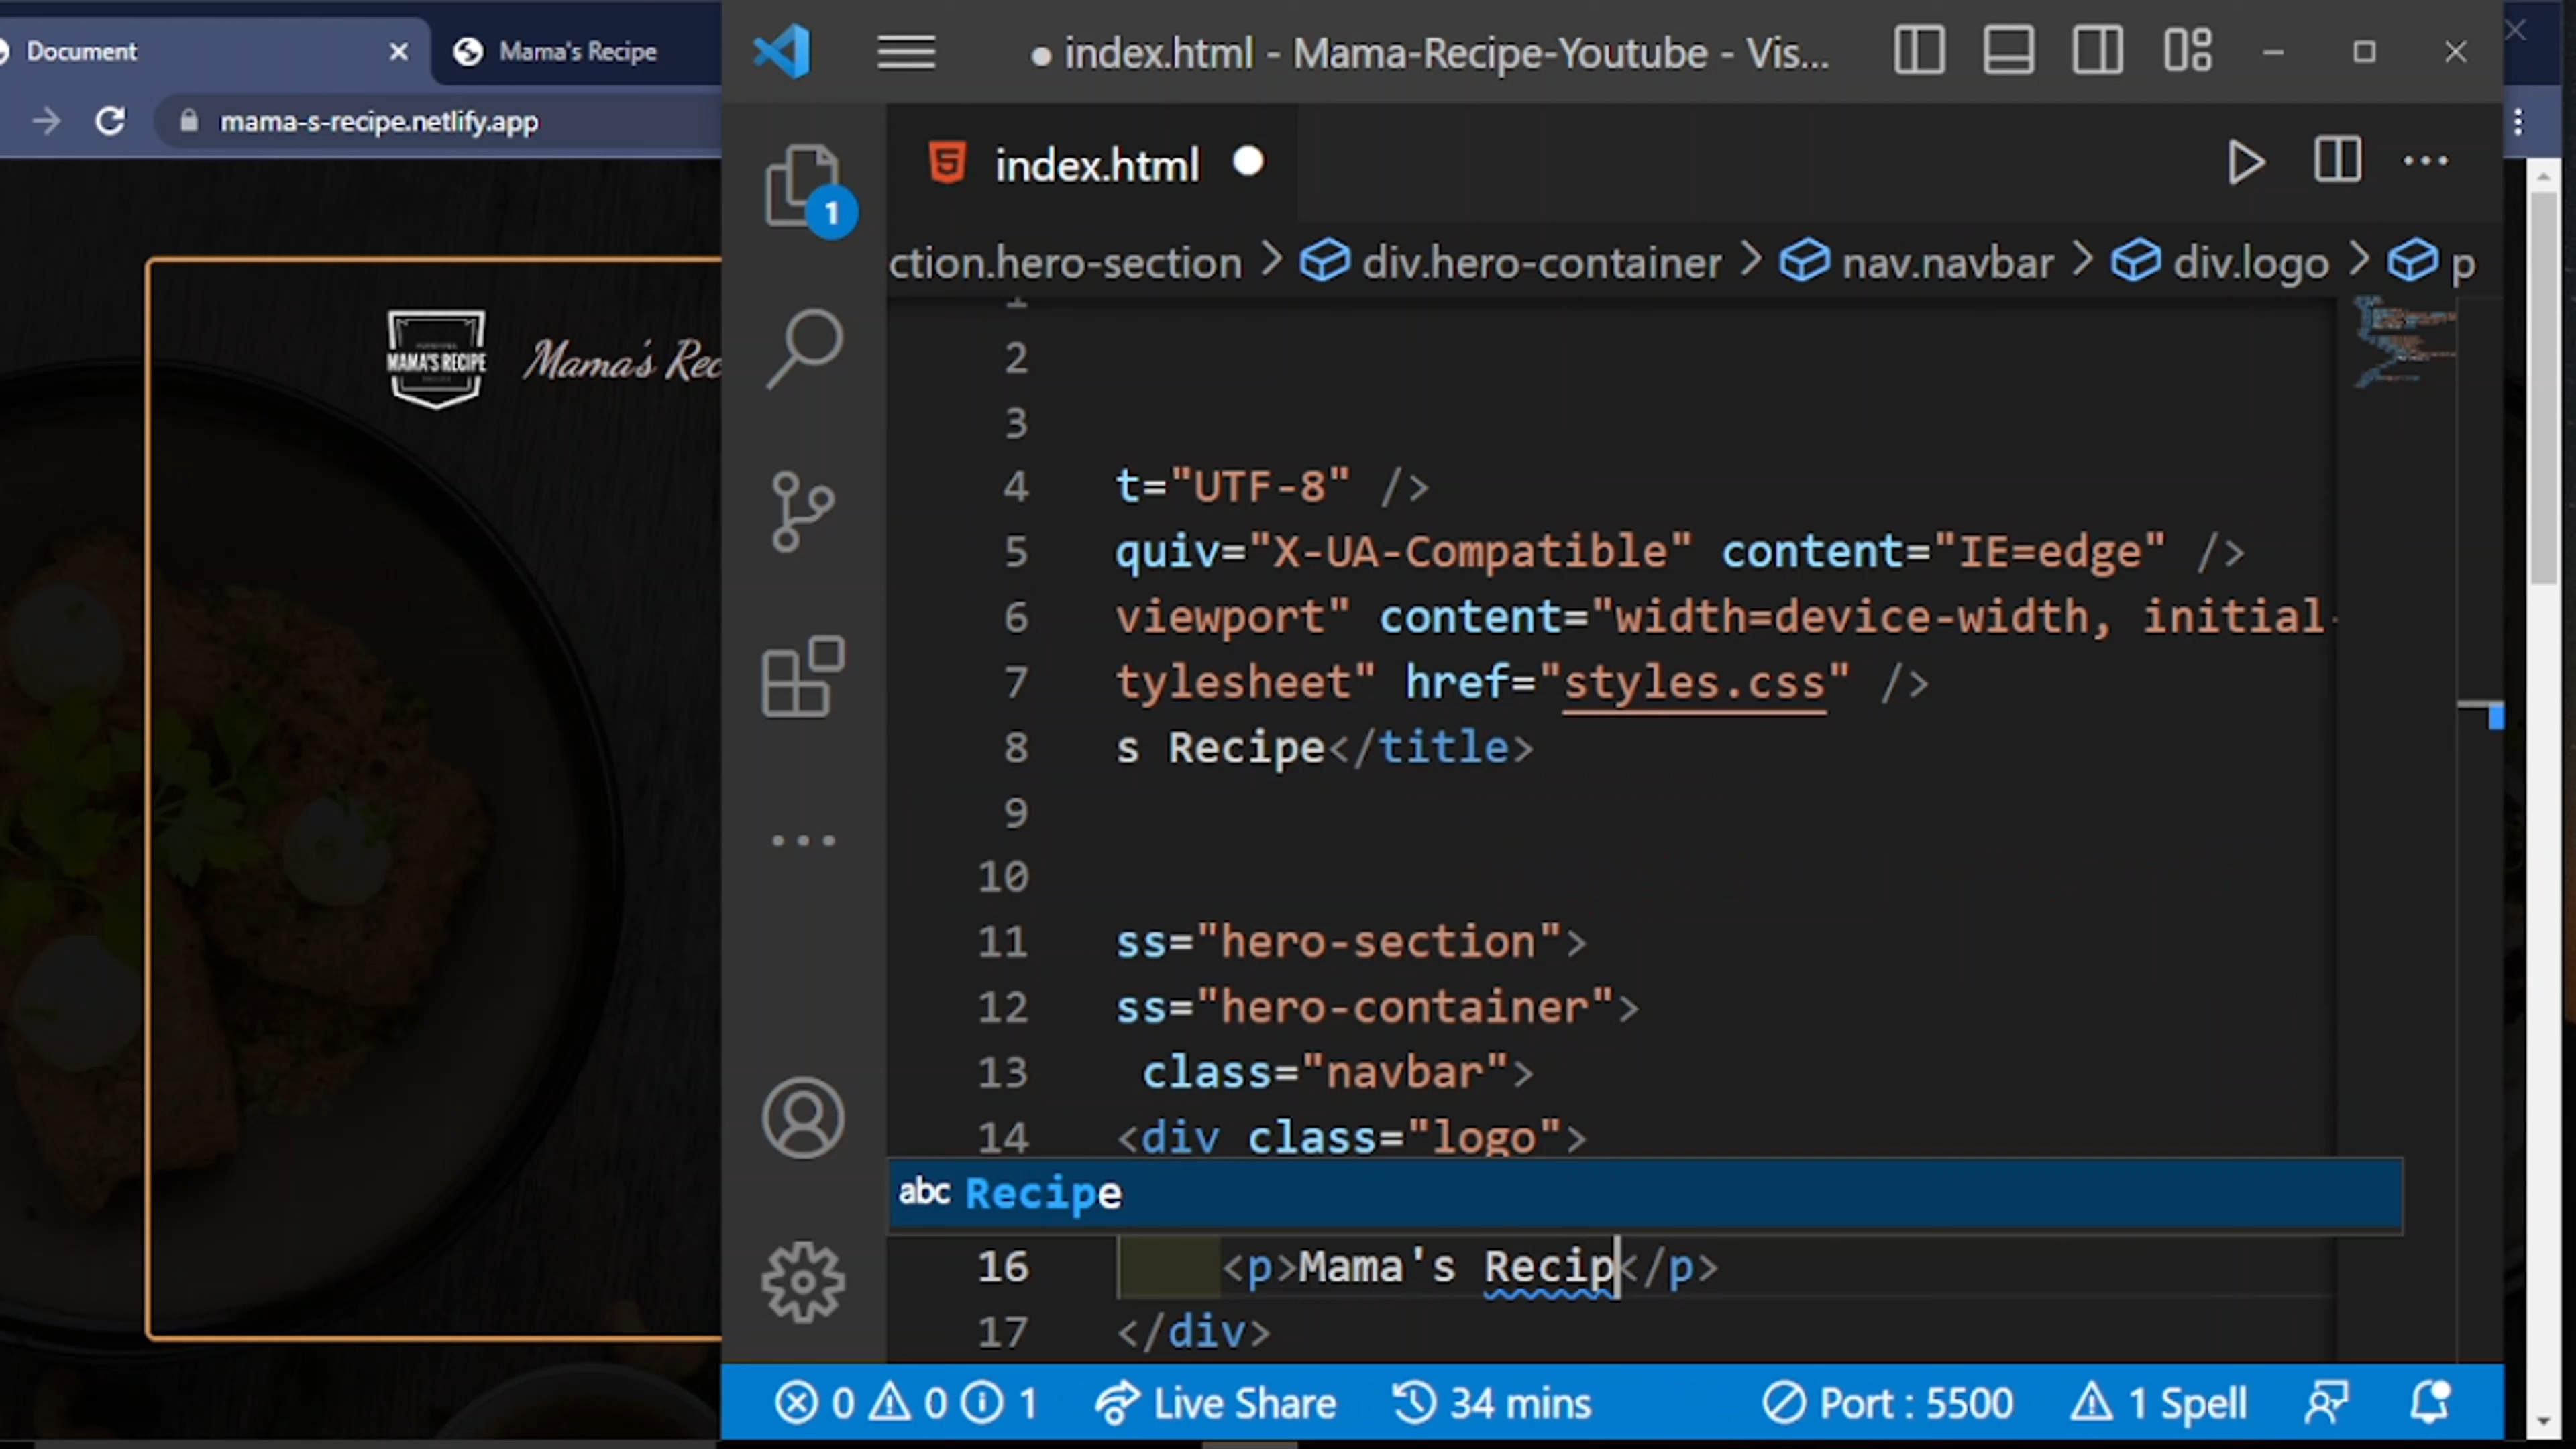 Document
Mama's Recipe
mama-s-recipe.netlify.app
MAMA'S RECIPE
Mama's Rec
● index.html - Mama-Recipe-Youtube - Vis...
1
index.html
ction.hero-section > div.hero-container > nav.navbar > div.logo > p
1
2
3
4 t="UTF-8" />
5 quiv="X-UA-Compatible" content="IE=edge" />
6 viewport" content="width=device-width, initial-
7 tylesheet" href="styles.css" />
8 s Recipe</title>
9
10
11 ss="hero-section">
12 ss="hero-container">
13 class="navbar">
14 <div class="logo">
abc Recipe
16 <p>Mama's Recip</p>
17 </div>
0 0 1 Live Share 34 mins Port : 5500 1 Spell